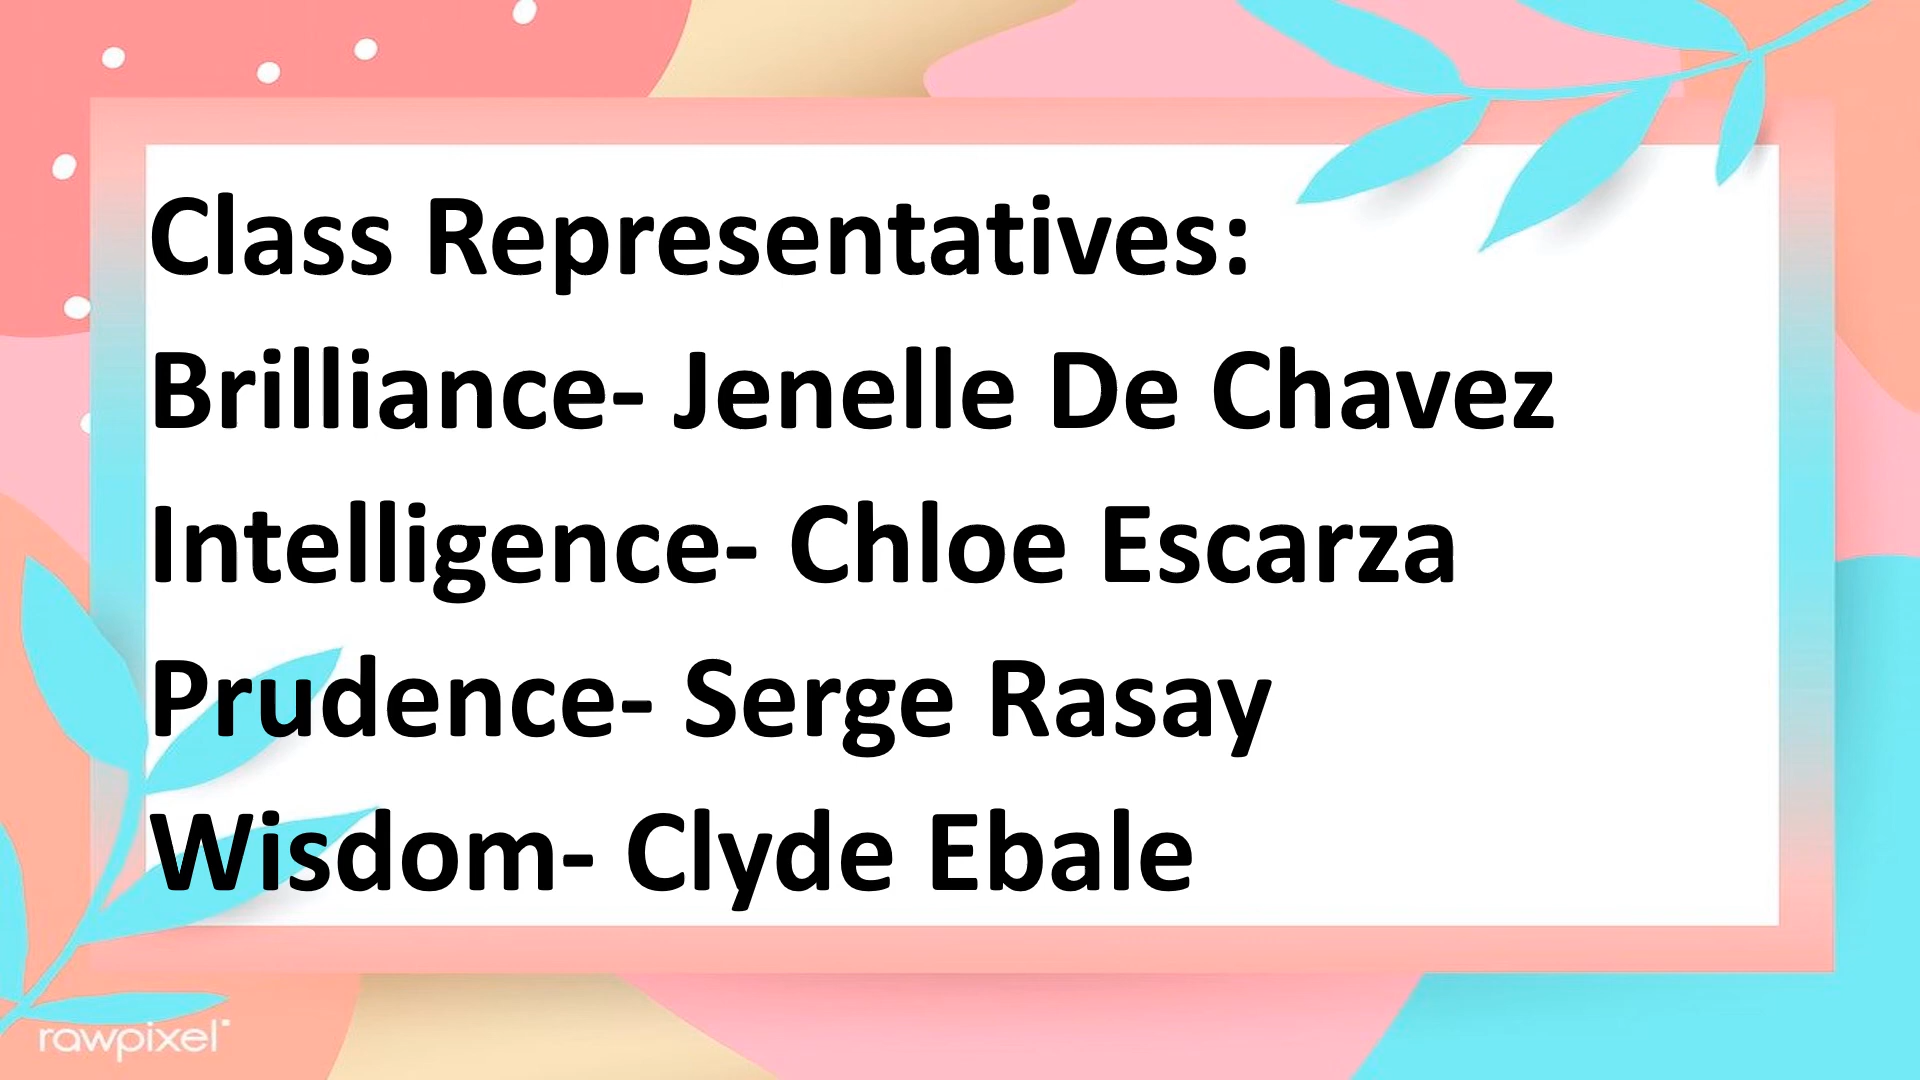 Class Representatives:
Brilliance- Jenelle De Chavez
Intelligence- Chloe Escarza
Prudence- Serge Rasay
Wisdom- Clyde Ebale
rawpixel